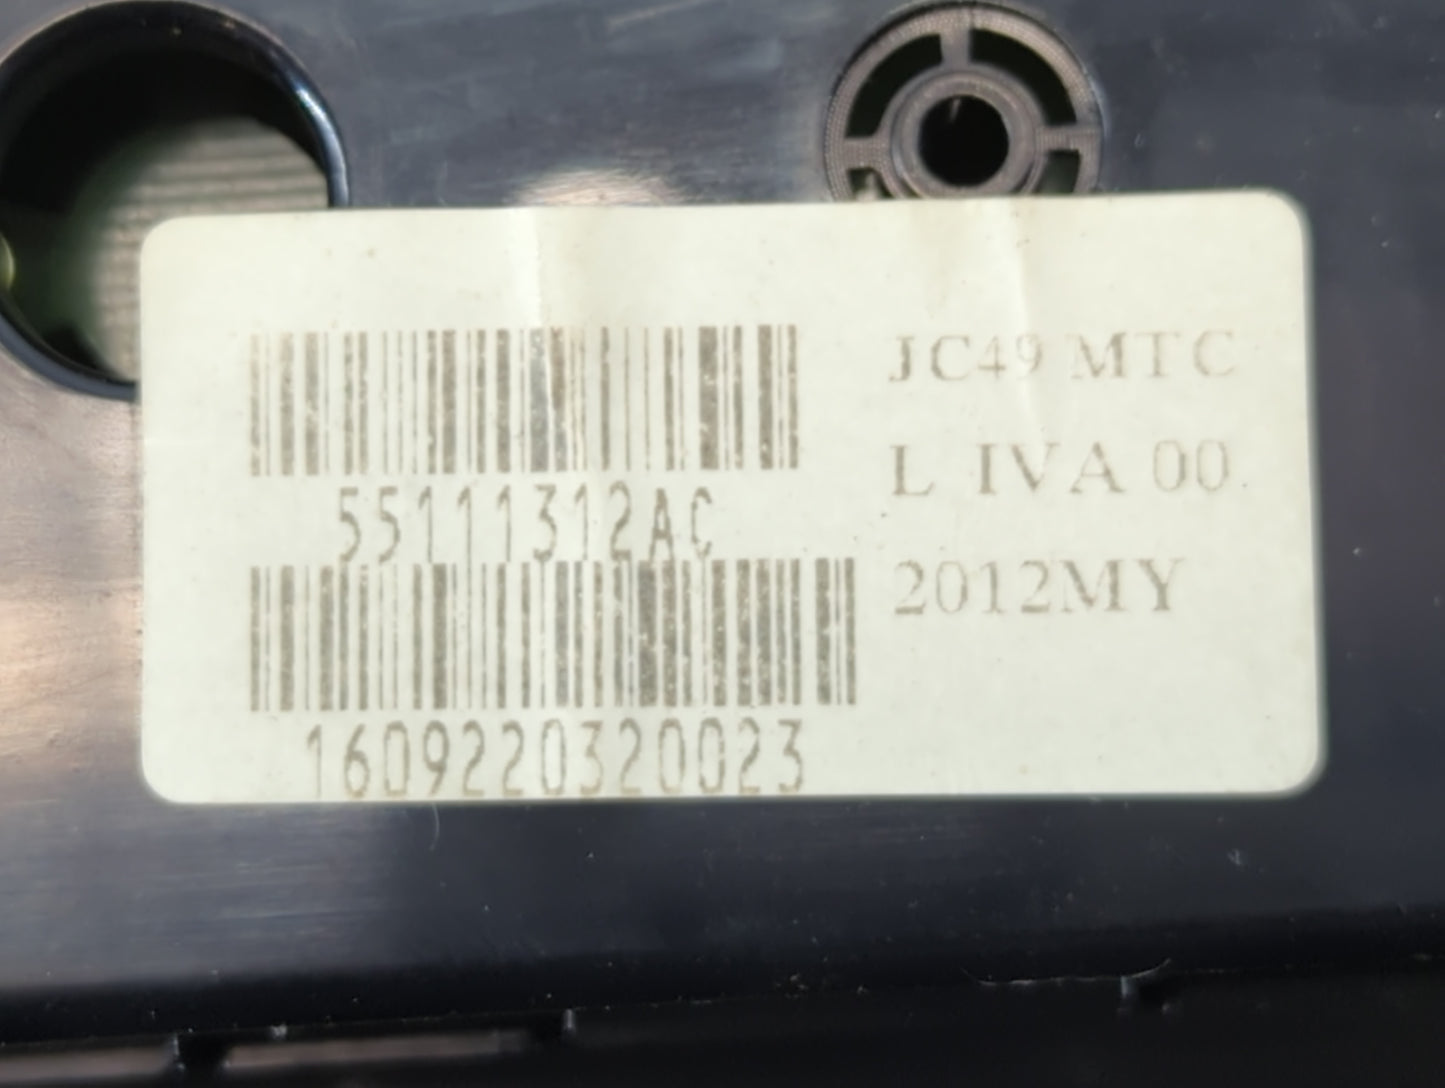 55111312AC
1609220320023
JC49 MTC
L IVA 00
2012MY